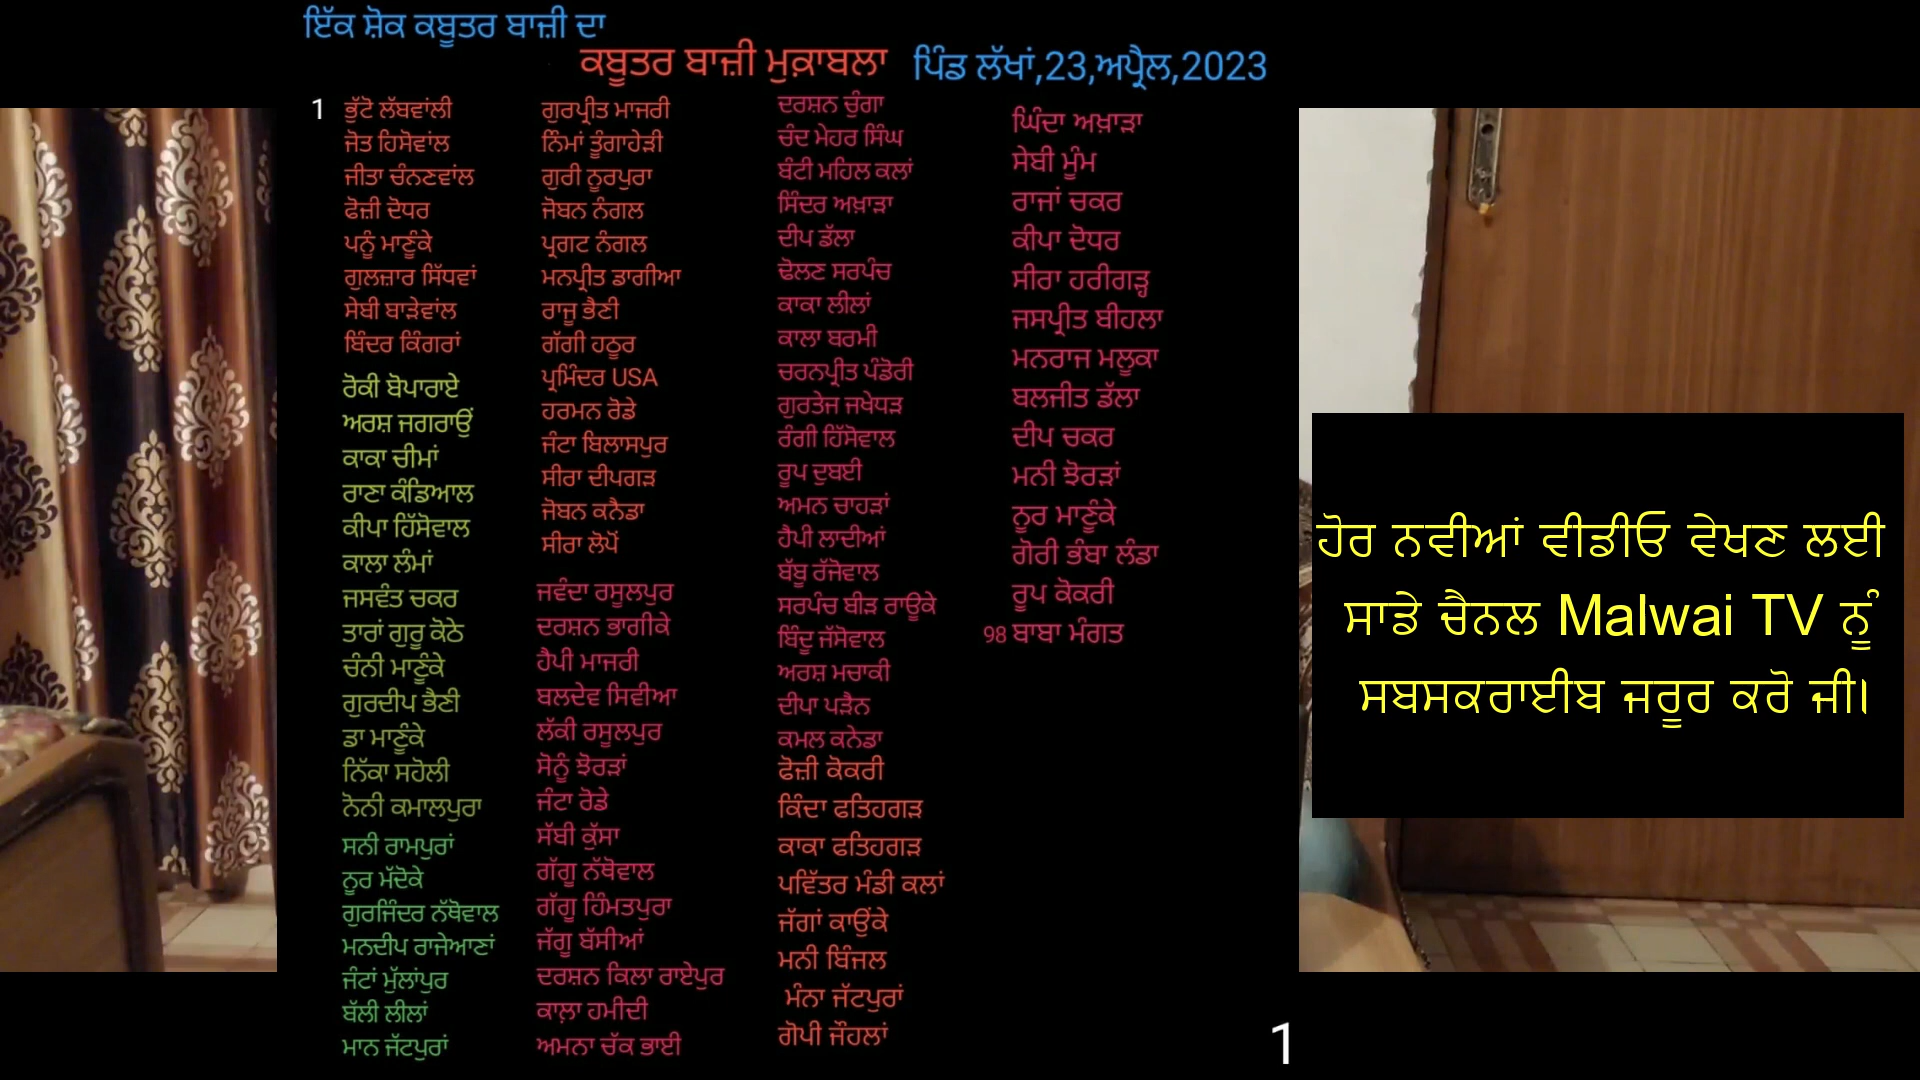 ਇੱਕ ਸ਼ੋਕ ਕਬੂਤਰ ਬਾਜ਼ੀ ਦਾ
ਕਬੂਤਰ ਬਾਜ਼ੀ ਮੁਕ਼ਾਬਲਾ
ਪਿੰਡ ਲੱਖਾਂ,23,ਅਪ੍ਰੈਲ,2023
1 ਭੁੱਟੋ ਲੱਬਵਾਂਲੀ
ਜੋਤ ਹਿਸੋਵਾਂਲ
ਜੀਤਾ ਚੰਨਣਵਾਂਲ
ਫੋਜ਼ੀ ਦੋਧਰ
ਪਨੂੰ ਮਾਣੂੰਕੇ
ਗੁਲਜ਼ਾਰ ਸਿੱਧਵਾਂ
ਸੇਬੀ ਬਾੜੇਵਾਂਲ
ਬਿੰਦਰ ਕਿੰਗਰਾਂ
ਰੋਕੀ ਬੋਪਾਰਾਏ
ਅਰਸ਼ ਜਗਰਾਉਂ
ਕਾਕਾ ਚੀਮਾਂ
ਰਾਣਾ ਕੰਡਿਆਲ
ਕੀਪਾ ਹਿੱਸੋਵਾਲ
ਕਾਲਾ ਲੰਮਾਂ
ਜਸਵੰਤ ਚਕਰ
ਤਾਰਾਂ ਗੁਰੂ ਕੋਠੇ
ਚੰਨੀ ਮਾਣੂੰਕੇ
ਗੁਰਦੀਪ ਭੈਣੀ
ਡਾ ਮਾਣੂੰਕੇ
ਨਿੱਕਾ ਸਹੋਲੀ
ਨੋਨੀ ਕਮਾਲਪੁਰਾ
ਸਨੀ ਰਾਮਪੁਰਾਂ
ਨੂਰ ਮੱਦੋਕੇ
ਗੁਰਜਿੰਦਰ ਨੱਥੋਵਾਲ
ਮਨਦੀਪ ਰਾਜੇਆਣਾਂ
ਜੰਟਾਂ ਮੁੱਲਾਂਪੁਰ
ਬੱਲੀ ਲੀਲਾਂ
ਮਾਨ ਜੱਟਪੁਰਾਂ
ਗੁਰਪ੍ਰੀਤ ਮਾਜਰੀ
ਨਿੰਮਾਂ ਤੂੰਗਾਹੇੜੀ
ਗੁਰੀ ਨੂਰਪੁਰਾ
ਜੋਬਨ ਨੰਗਲ
ਪ੍ਰਗਟ ਨੰਗਲ
ਮਨਪ੍ਰੀਤ ਡਾਗੀਆ
ਰਾਜੂ ਭੈਣੀ
ਗੱਗੀ ਹਠੂਰ
ਪ੍ਰਮਿੰਦਰ USA
ਹਰਮਨ ਰੋਡੇ
ਜੰਟਾ ਬਿਲਾਸਪੁਰ
ਸੀਰਾ ਦੀਪਗੜ
ਜੋਬਨ ਕਨੈਡਾ
ਸੀਰਾ ਲੋਪੋਂ
ਜਵੰਦਾ ਰਸੂਲਪੁਰ
ਦਰਸ਼ਨ ਭਾਗੀਕੇ
ਹੈਪੀ ਮਾਜਰੀ
ਬਲਦੇਵ ਸਿਵੀਆ
ਲੱਕੀ ਰਸੂਲਪੁਰ
ਸੋਨੂੰ ਝੋਰੜਾਂ
ਜੰਟਾ ਰੋਡੇ
ਸੱਬੀ ਕੁੱਸਾ
ਗੱਗੂ ਨੱਥੋਵਾਲ
ਗੱਗੂ ਹਿੰਮਤਪੁਰਾ
ਜੱਗੂ ਬੱਸੀਆਂ
ਦਰਸ਼ਨ ਕਿਲਾ ਰਾਏਪੁਰ
ਕਾਲਾ਼ ਹਮੀਦੀ
ਅਮਨਾ ਚੱਕ ਭਾਈ
ਦਰਸ਼ਨ ਚੁੰਗਾ
ਚੰਦ ਮੇਹਰ ਸਿੰਘ
ਬੰਟੀ ਮਹਿਲ ਕਲਾਂ
ਸਿੰਦਰ ਅਖ਼ਾੜਾ
ਦੀਪ ਡੱਲਾ
ਢੋਲਣ ਸਰਪੰਚ
ਕਾਕਾ ਲੀਲਾਂ
ਕਾਲਾ ਬਰਮੀ
ਚਰਨਪ੍ਰੀਤ ਪੰਡੋਰੀ
ਗੁਰਤੇਜ ਜਖੇਧੜ
ਰੰਗੀ ਹਿੱਸੋਵਾਲ
ਰੂਪ ਦੁਬਈ
ਅਮਨ ਚਾਹੜਾਂ
ਹੈਪੀ ਲਾਦੀਆਂ
ਬੱਬੂ ਰੱਜੋਵਾਲ
ਸਰਪੰਚ ਬੀੜ ਰਾਊਕੇ
ਬਿੰਦੂ ਜੱਸੋਵਾਲ
ਅਰਸ਼ ਮਚਾਕੀ
ਦੀਪਾ ਪੜੈਨ
ਕਮਲ ਕਨੇਡਾ
ਫੋਜ਼ੀ ਕੋਕਰੀ
ਕਿੰਦਾ ਫਤਿਹਗੜ
ਕਾਕਾ ਫਤਿਹਗੜ
ਪਵਿੱਤਰ ਮੰਡੀ ਕਲਾਂ
ਜੱਗਾਂ ਕਾਉਂਕੇ
ਮਨੀ ਬਿੰਜਲ
ਮੰਨਾ ਜੱਟਪੁਰਾਂ
ਗੋਪੀ ਜੌਹਲਾਂ
ਘਿੰਦਾ ਅਖ਼ਾੜਾ
ਸੇਬੀ ਮੂੰਮ
ਰਾਜਾਂ ਚਕਰ
ਕੀਪਾ ਦੋਧਰ
ਸੀਰਾ ਹਰੀਗੜ੍ਹ
ਜਸਪ੍ਰੀਤ ਬੀਹਲਾ
ਮਨਰਾਜ ਮਲੂਕਾ
ਬਲਜੀਤ ਡੱਲਾ
ਦੀਪ ਚਕਰ
ਮਨੀ ਝੋਰੜਾਂ
ਨੂਰ ਮਾਣੂੰਕੇ
ਗੋਰੀ ਭੰਬਾ ਲੰਡਾ
ਰੂਪ ਕੋਕਰੀ
98 ਬਾਬਾ ਮੰਗਤ
ਹੋਰ ਨਵੀਆਂ ਵੀਡੀਓ ਵੇਖਣ ਲਈ
ਸਾਡੇ ਚੈਨਲ Malwai TV ਨੂੰ
ਸਬਸਕਰਾਈਬ ਜਰੂਰ ਕਰੋ ਜੀ।
1